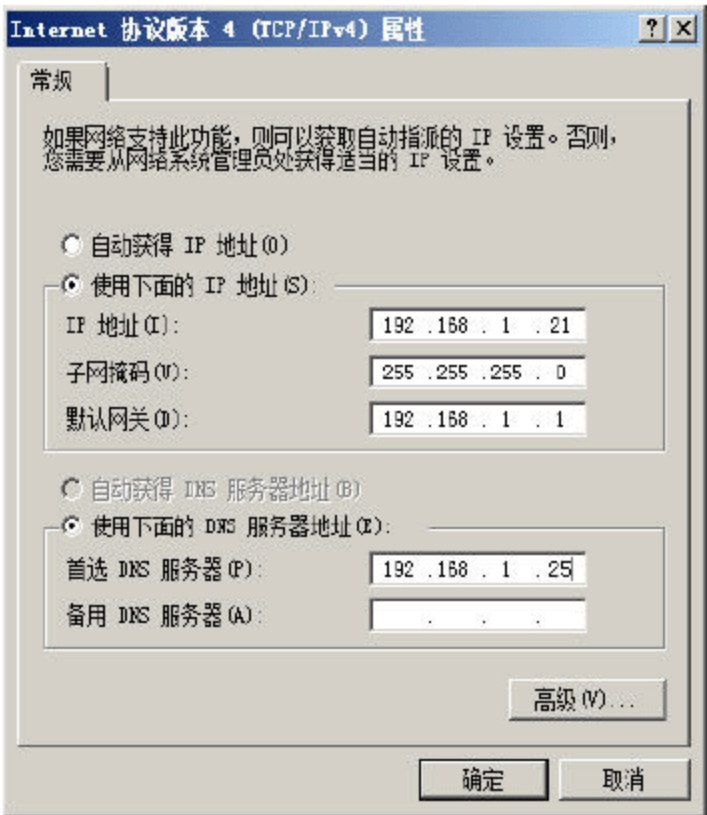 Internet 协议版本 4 (TCP/IPv4) 属性
常规
如果网络支持此功能，则可以获取自动指派的 IP 设置。否则，
您需要从网络系统管理员处获得适当的 IP 设置。
自动获得 IP 地址(O)
使用下面的 IP 地址(S):
IP 地址(I): 192 .168 . 1 . 21
子网掩码(U): 255 .255 .255 . 0
默认网关(D): 192 .168 . 1 . 1
自动获得 DNS 服务器地址(B)
使用下面的 DNS 服务器地址(E):
首选 DNS 服务器(P): 192 .168 . 1 .25
备用 DNS 服务器(A): . . .
高级(V)...
确定 取消